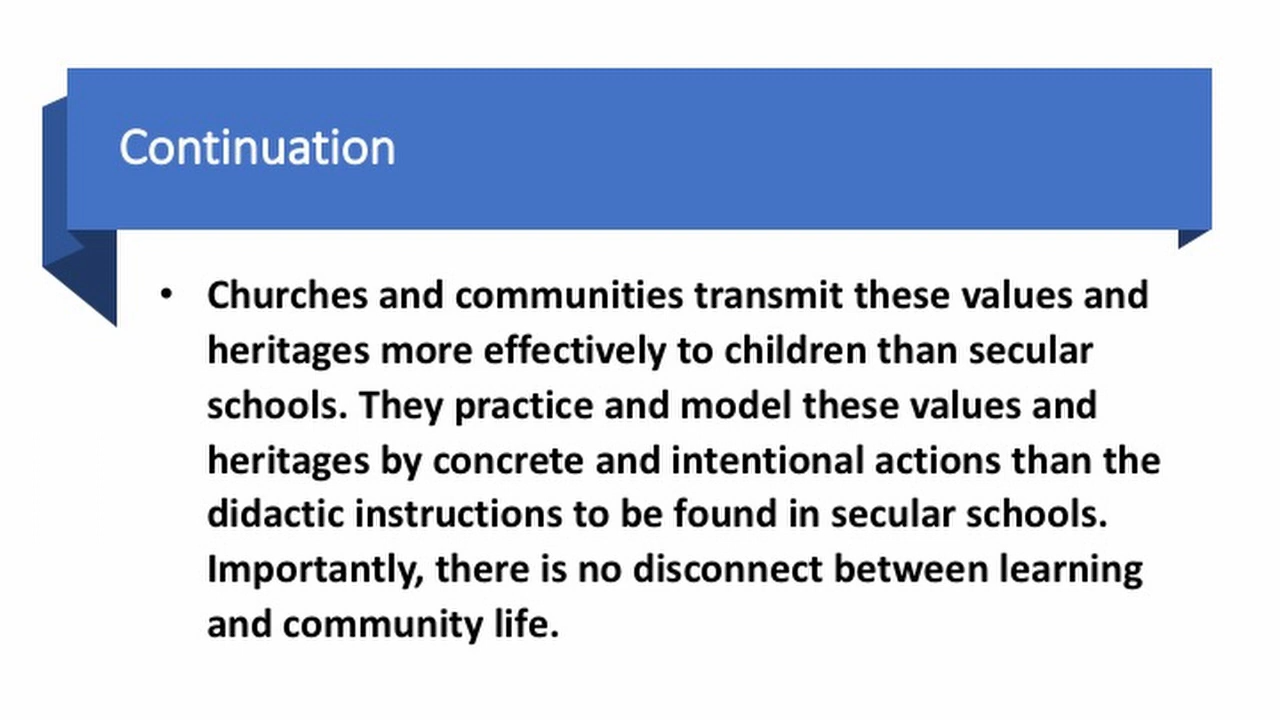 Continuation
• Churches and communities transmit these values and
heritages more effectively to children than secular
schools. They practice and model these values and
heritages by concrete and intentional actions than the
didactic instructions to be found in secular schools.
Importantly, there is no disconnect between learning
and community life.